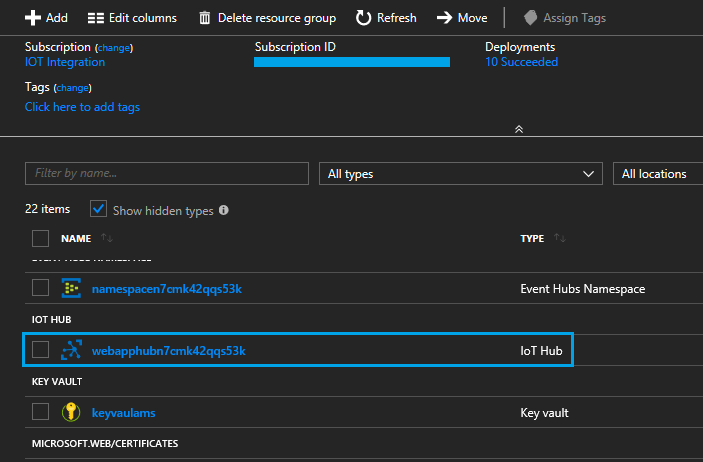 Add Edit columns Delete resource group Refresh Move Assign Tags
Subscription (change) Subscription ID Deployments
IOT Integration 10 Succeeded
Tags (change)
Click here to add tags
Filter by name... All types All locations
22 items Show hidden types
NAME TYPE
EVENT HUBS NAMESPACE
namespacen7cmk42qqs53k Event Hubs Namespace
IOT HUB
webapphubn7cmk42qqs53k IoT Hub
KEY VAULT
keyvaulams Key vault
MICROSOFT.WEB/CERTIFICATES